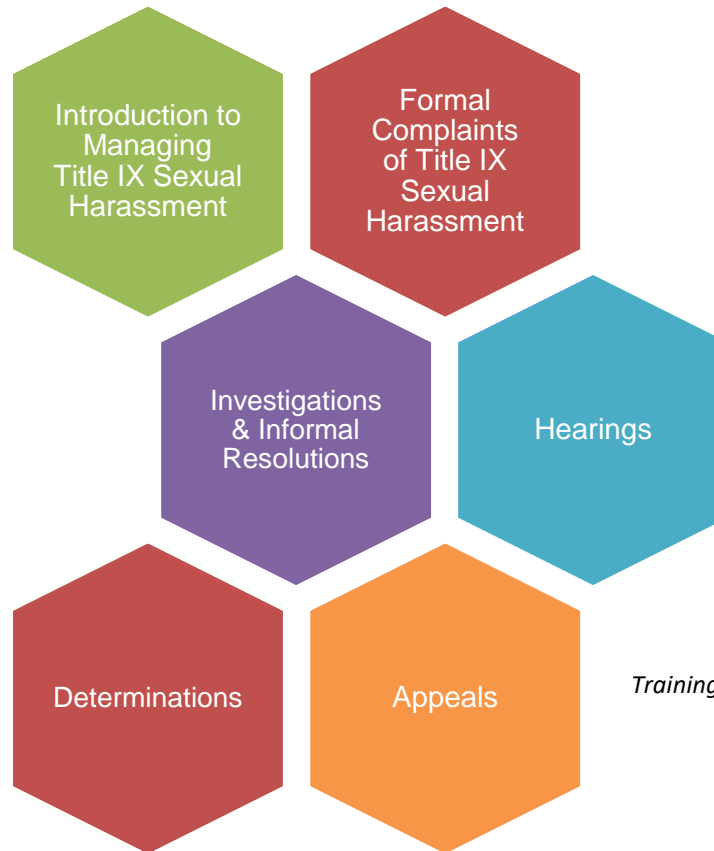 Introduction to
Managing
Title IX Sexual
Harassment
Formal
Complaints
of Title IX
Sexual
Harassment
Investigations
& Informal
Resolutions
Hearings
Determinations
Appeals
Training